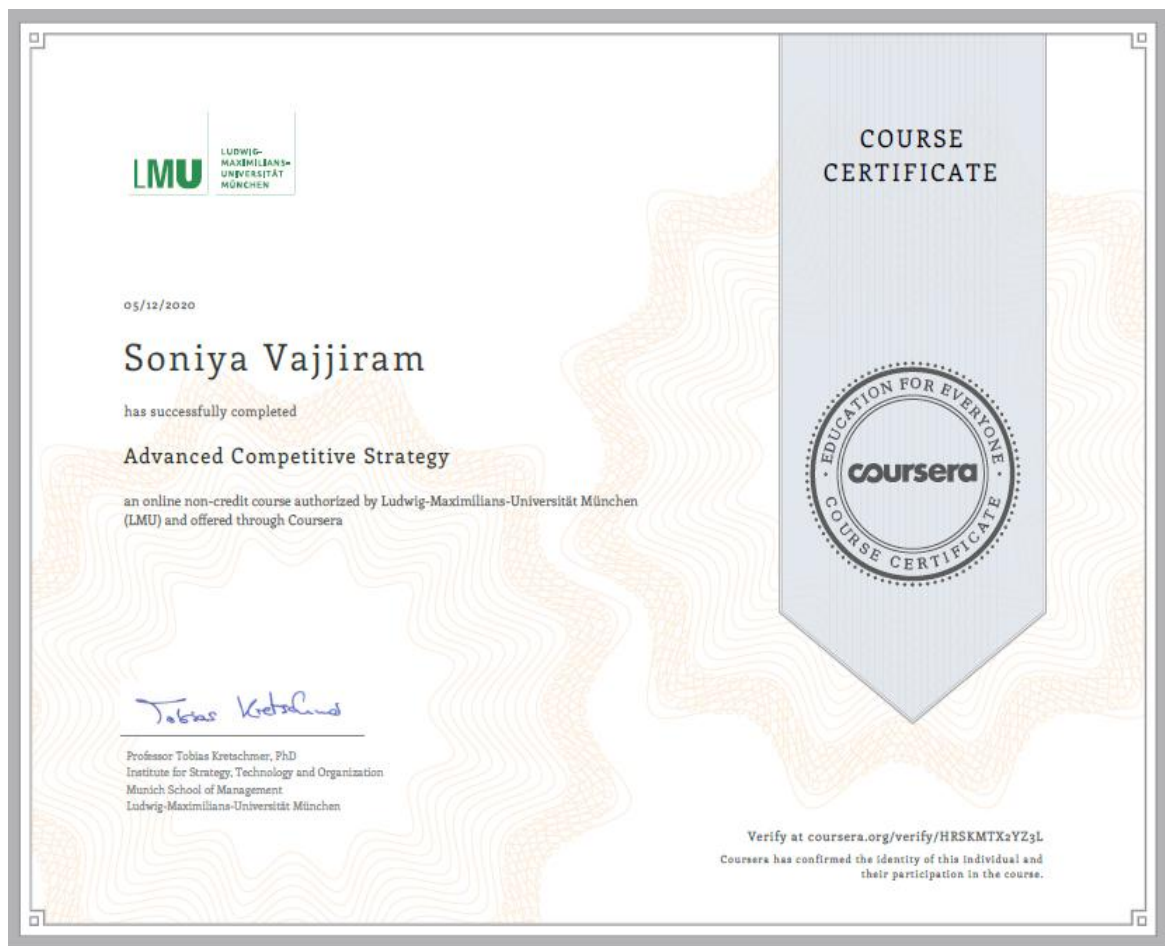 LMU
LUDWIG-
MAXIMILIANS-
UNIVERSITÄT
MÜNCHEN
05/12/2020
Soniya Vajjiram
has successfully completed
Advanced Competitive Strategy
an online non-credit course authorized by Ludwig-Maximilians-Universität München
(LMU) and offered through Coursera
Tobias Kretschmer
Professor Tobias Kretschmer, PhD
Institute for Strategy, Technology and Organization
Munich School of Management
Ludwig-Maximilians-Universität München
COURSE
CERTIFICATE
EDUCATION FOR EVERYONE
coursera
COURSE CERTIFICATE
Verify at coursera.org/verify/HRSKMTX2YZ3L
Coursera has confirmed the identity of this individual and
their participation in the course.